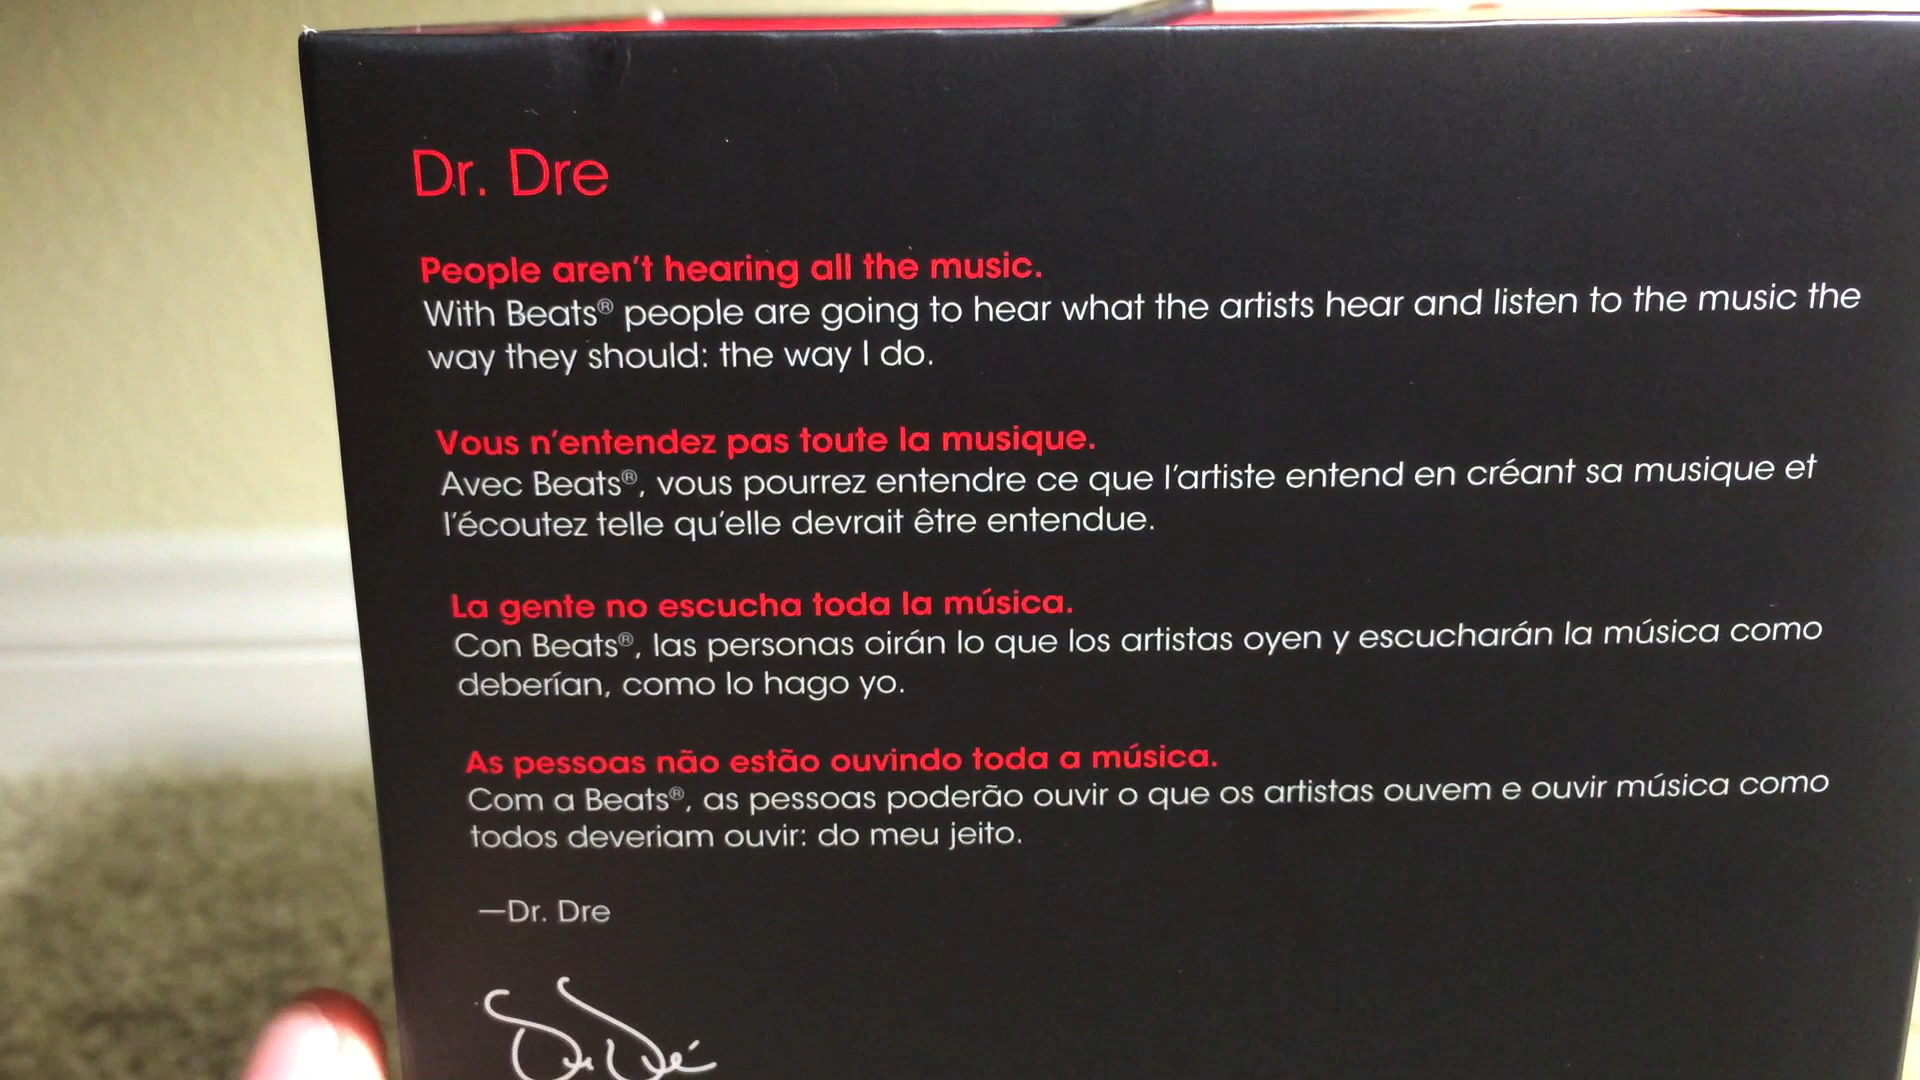 Dr. Dre
People aren't hearing all the music.
With Beats® people are going to hear what the artists hear and listen to the music the
way they should: the way I do.
Vous n'entendez pas toute la musique.
Avec Beats®, vous pourrez entendre ce que l'artiste entend en créant sa musique et
l'écoutez telle qu'elle devrait être entendue.
La gente no escucha toda la música.
Con Beats®, las personas oirán lo que los artistas oyen y escucharán la música como
deberían, como lo hago yo.
As pessoas não estão ouvindo toda a música.
Com a Beats®, as pessoas poderão ouvir o que os artistas ouvem e ouvir música como
todos deveriam ouvir: do meu jeito.
—Dr. Dre
Dr. Dre